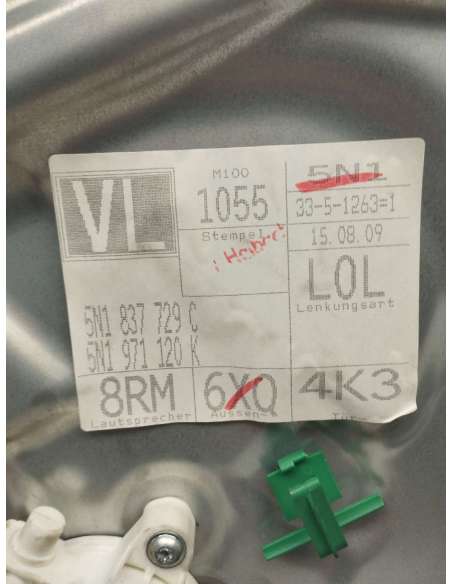 VL
M100
1055
Stempel
5N1
33-5-1263=1
15.08.09
LOL
Lenkungsart
5N1 837 729 C
5N1 971 120 K
8RM
Lautsprecher
6XQ
Aussen-
4K3
Tür-